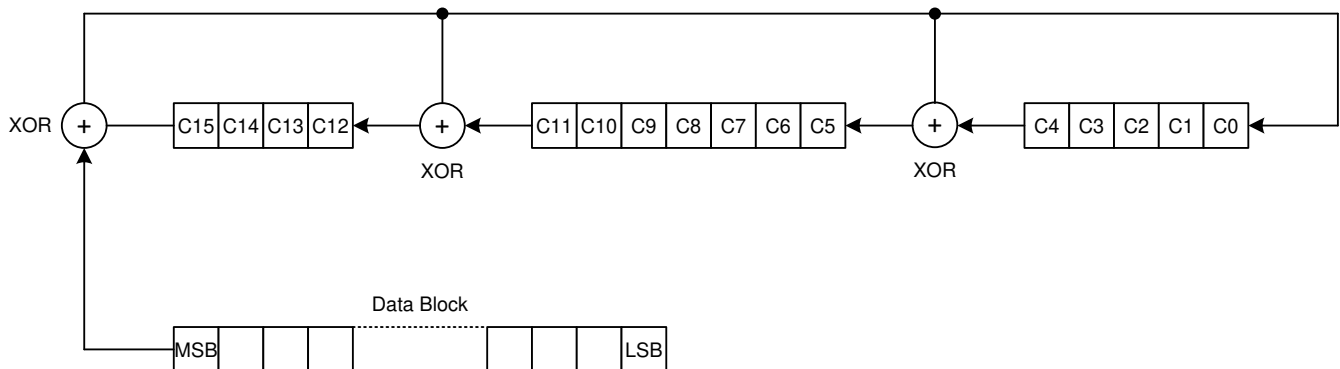 XOR + C15 C14 C13 C12 + C11 C10 C9 C8 C7 C6 C5 + C4 C3 C2 C1 C0
XOR XOR
Data Block
MSB LSB